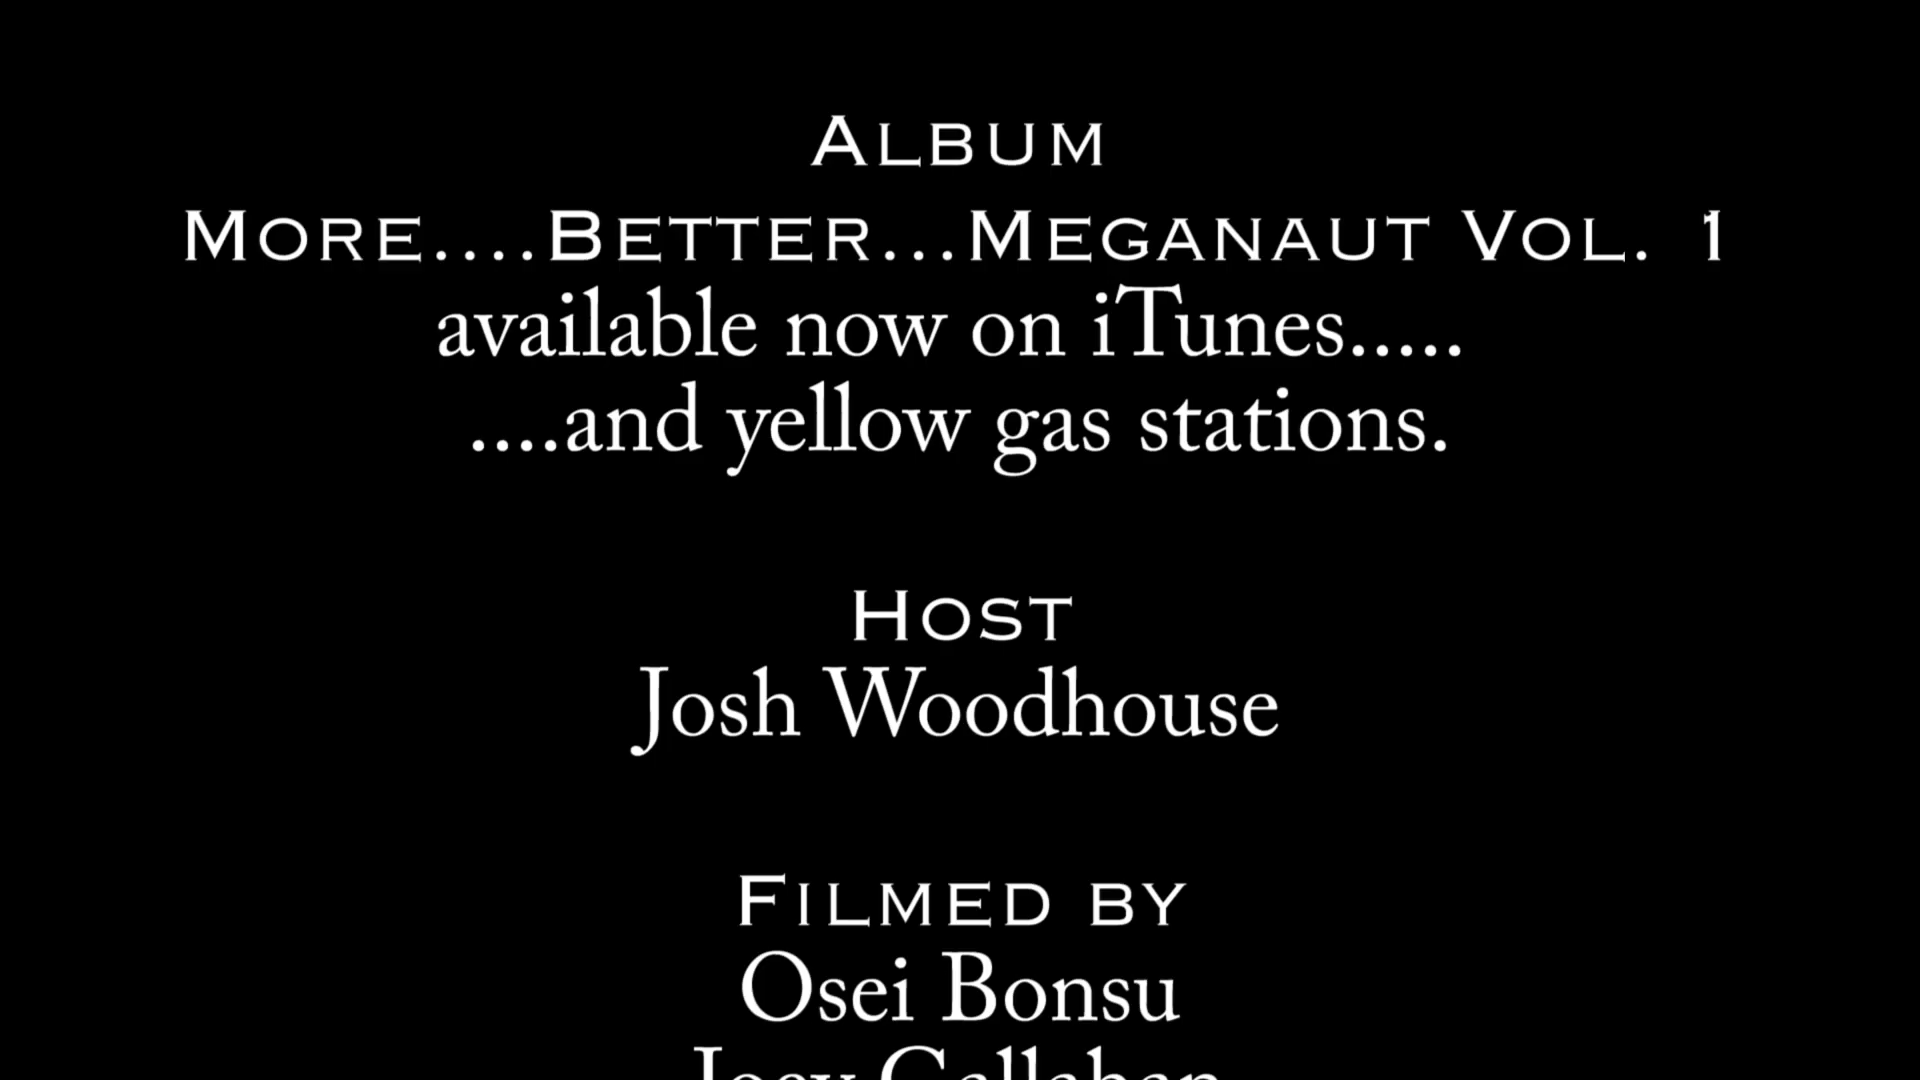 Album
More....Better...Meganaut Vol. 1
available now on iTunes.....
....and yellow gas stations.
Host
Josh Woodhouse
Filmed by
Osei Bonsu